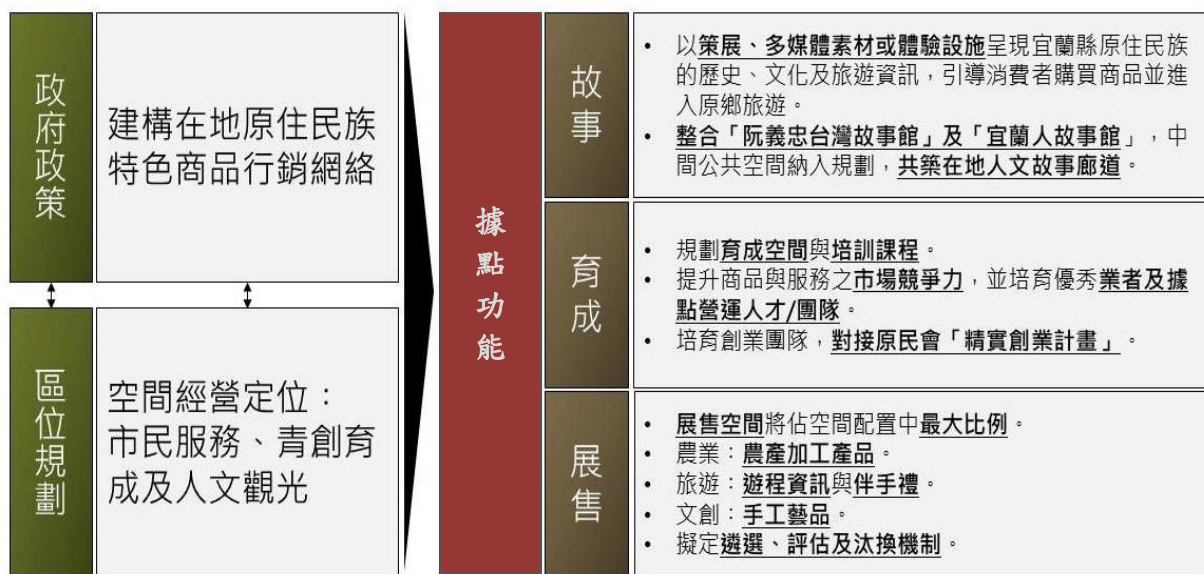 政府政策
建構在地原住民族
特色商品行銷網絡
區位規劃
空間經營定位：
市民服務、青創育
成及人文觀光
據點功能
故事
• 以策展、多媒體素材或體驗設施呈現宜蘭縣原住民族
的歷史、文化及旅遊資訊，引導消費者購買商品並進
入原鄉旅遊。
• 整合「阮義忠台灣故事館」及「宜蘭人故事館」，中
間公共空間納入規劃，共築在地人文故事廊道。
育成
• 規劃育成空間與培訓課程。
• 提升商品與服務之市場競爭力，並培育優秀業者及據
點營運人才/團隊。
• 培育創業團隊，對接原民會「精實創業計畫」。
展售
• 展售空間將佔空間配置中最大比例。
• 農業：農產加工產品。
• 旅遊：遊程資訊與伴手禮。
• 文創：手工藝品。
• 擬定遴選、評估及汰換機制。